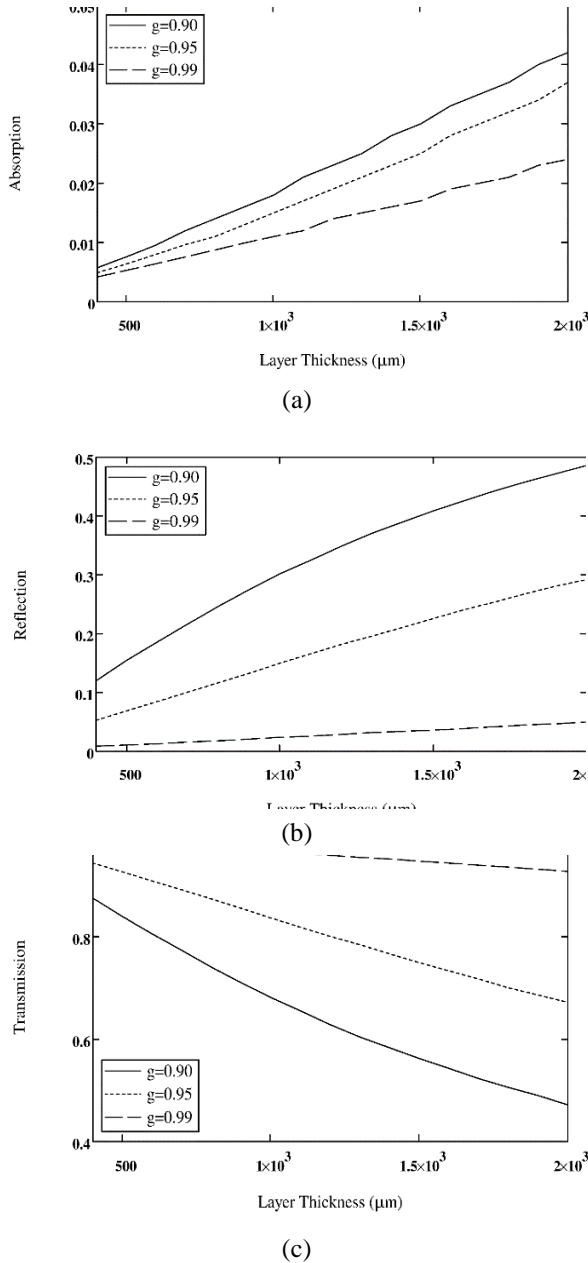 0.05
g=0.90
g=0.95
g=0.99
0.04
0.03
Absorption
0.02
0.01
0
500
1×10³
1.5×10³
2×10³
Layer Thickness (μm)
(a)
0.5
g=0.90
g=0.95
g=0.99
0.4
0.3
Reflection
0.2
0.1
0
500
1×10³
1.5×10³
2×
Layer Thickness (μm)
(b)
0.8
Transmission
0.6
g=0.90
g=0.95
g=0.99
0.4
500
1×10³
1.5×10³
2×10³
Layer Thickness (μm)
(c)